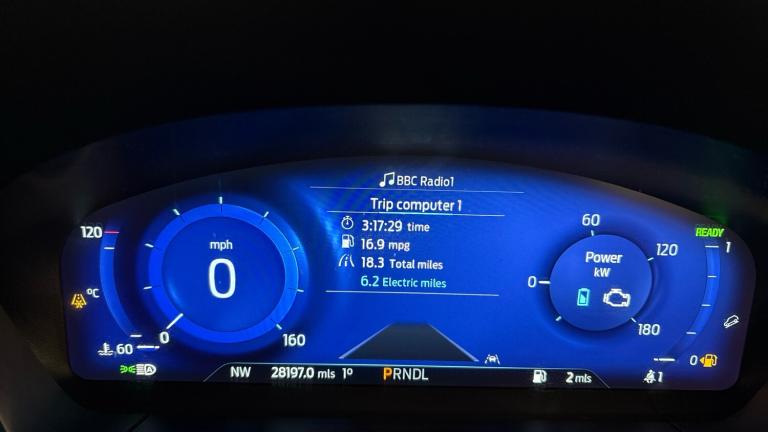 BBC Radio1
Trip computer 1
3:17:29 time
16.9 mpg
18.3 Total miles
6.2 Electric miles
120
°C
60
mph
0
0
160
60
120
0
180
Power
kW
READY
1
0
A
NW 28197.0 mls 1° PRNDL 2 mls 1